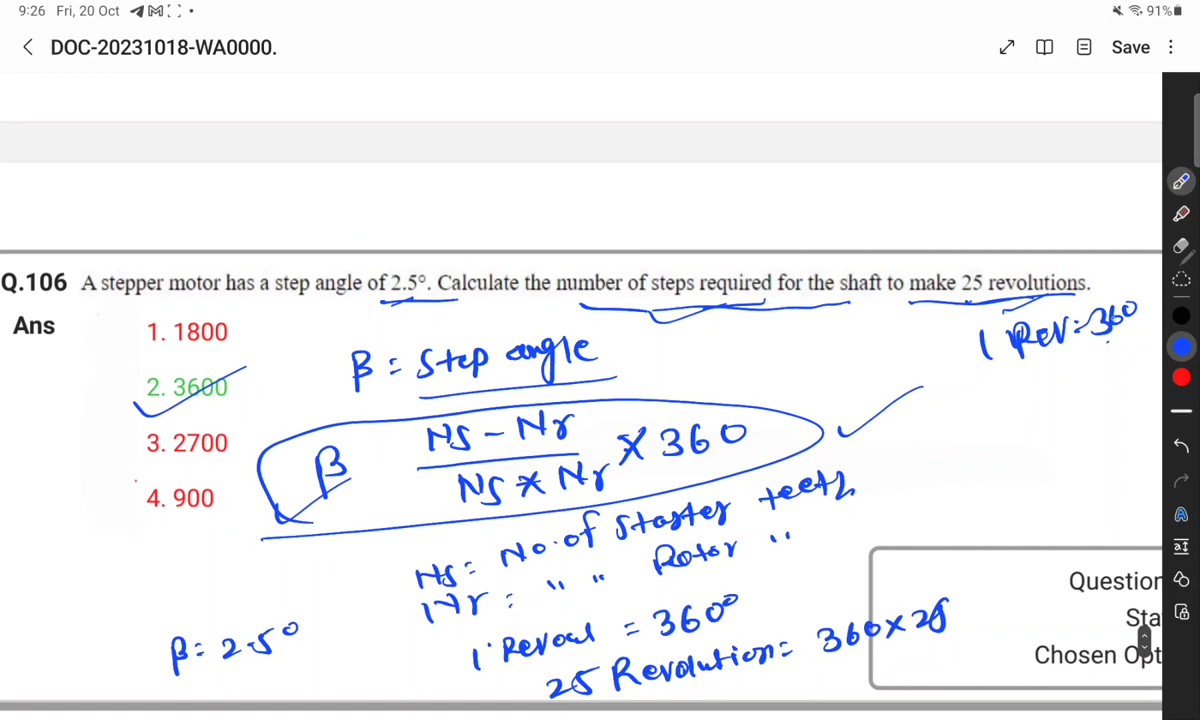 9:26 Fri, 20 Oct
91%
DOC-20231018-WA0000.
Save
Q.106 A stepper motor has a step angle of 2.5°. Calculate the number of steps required for the shaft to make 25 revolutions.
Ans
1. 1800
2. 3600
3. 2700
4. 900
1 Rev = 360
β = Step angle
β Ns - Nr / Ns * Nr × 360
Ns = No. of Stater teeth
Nr = " " Rotor "
β = 2.5°
1 Revol = 360°
25 Revolution = 360 × 25
Question
Sta
Chosen Opt